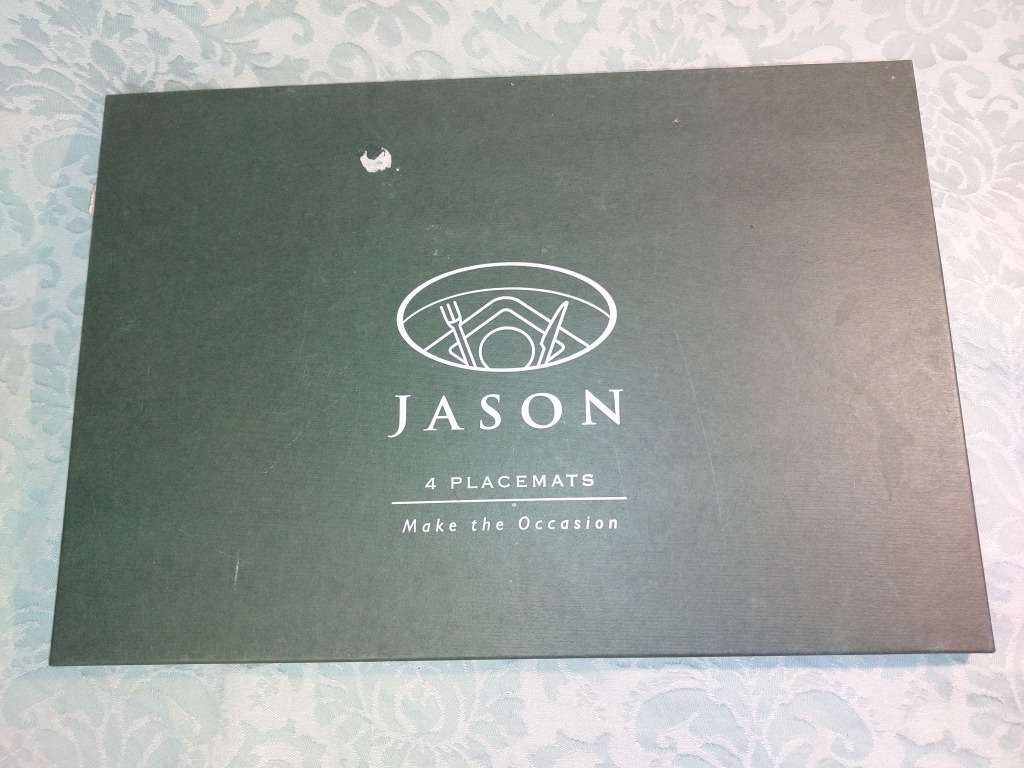 JASON
4 PLACEMATS
Make the Occasion